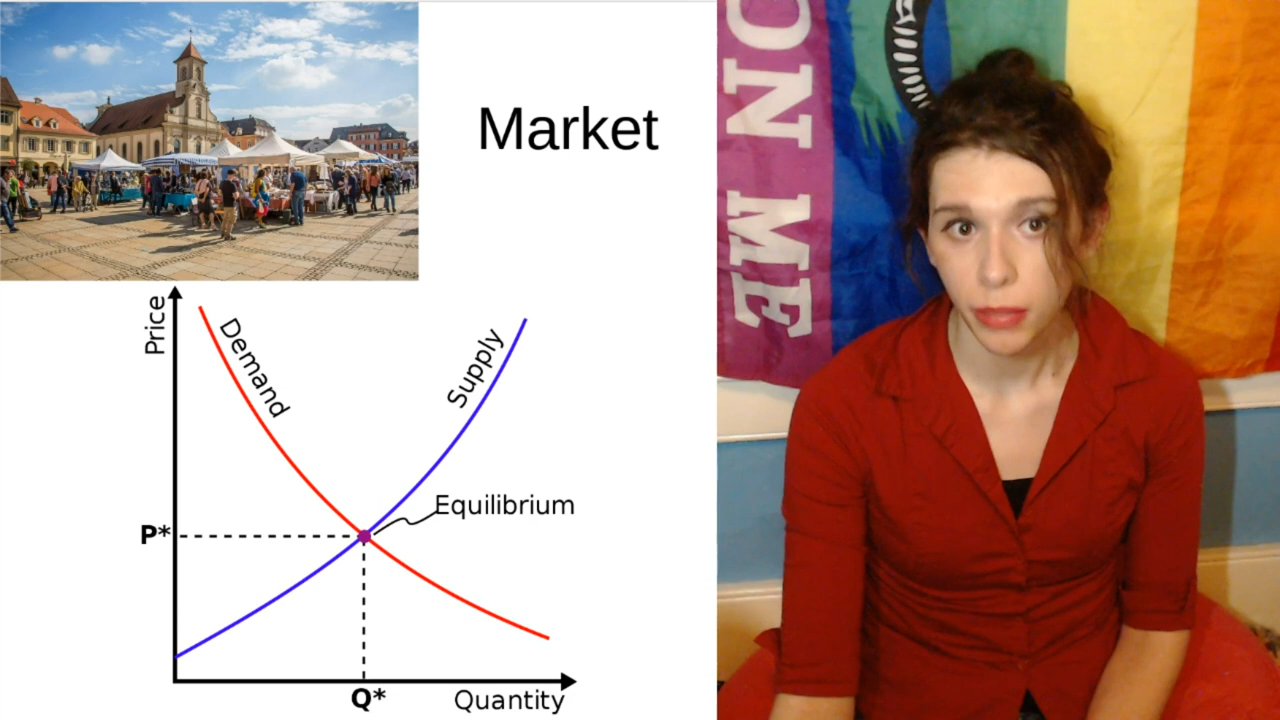 Market
Price
Demand
Supply
Equilibrium
P*
Q*
Quantity
ON ME